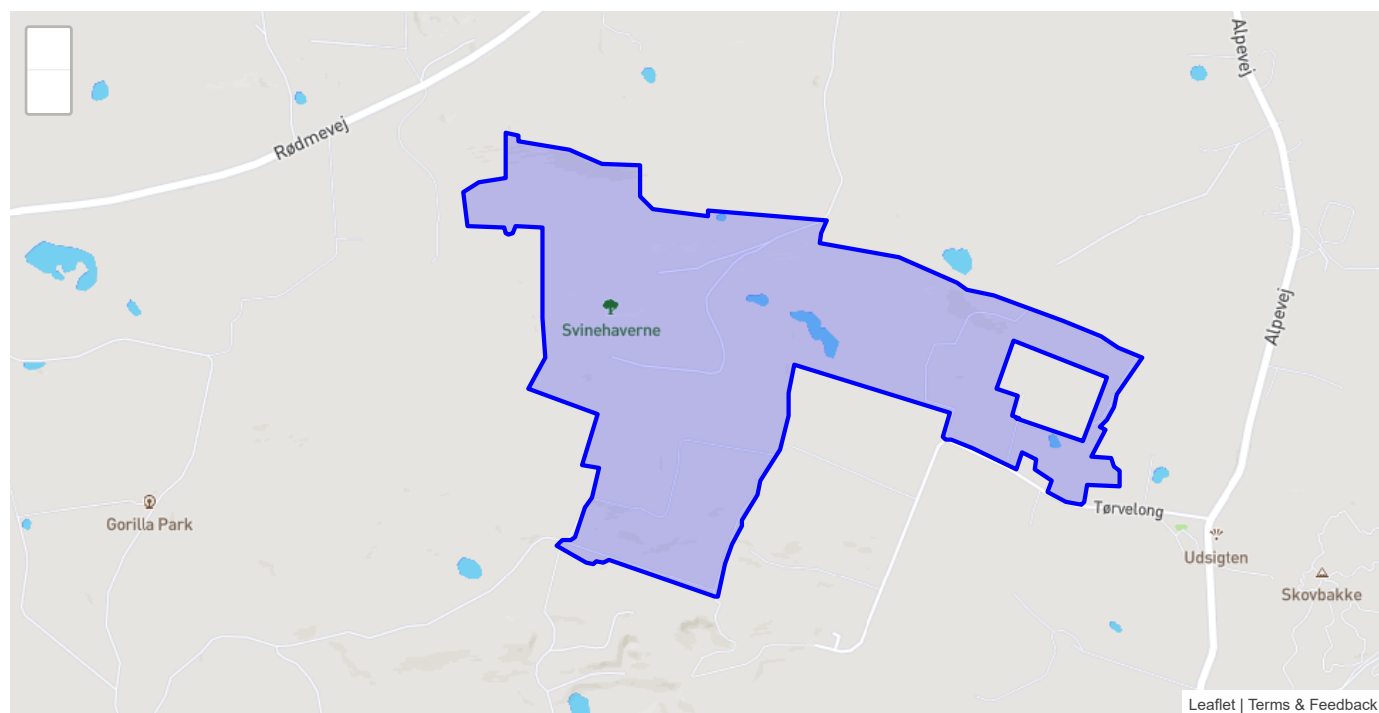 Alpevej
Rødmevej
Alpevej
Svinehaverne
Tørvelong
Gorilla Park
Udsigten
Skovbakke
Leaflet | Terms & Feedback